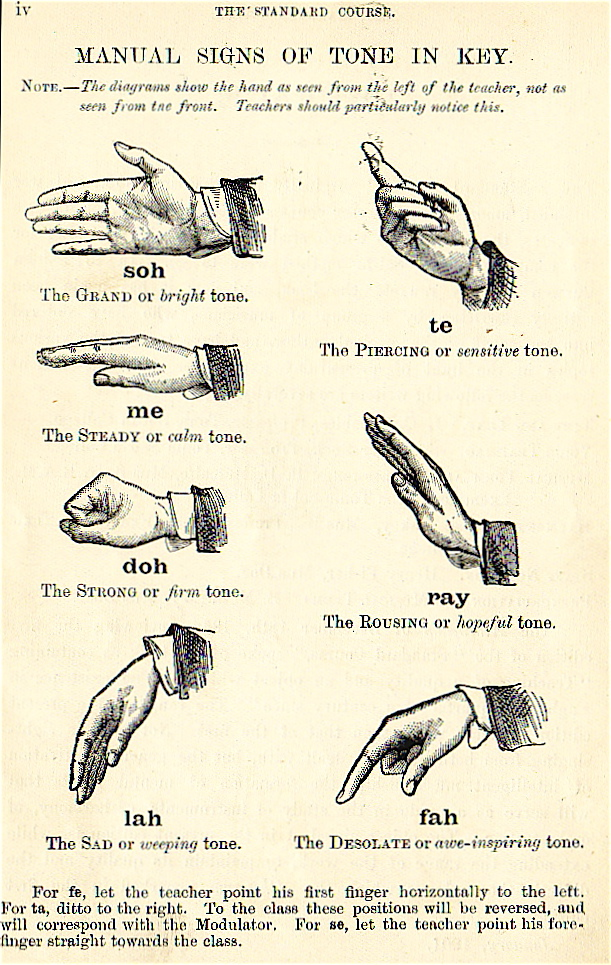 iv
THE STANDARD COURSE.
MANUAL SIGNS OF TONE IN KEY.
NOTE.—The diagrams show the hand as seen from the left of the teacher, not as
seen from the front. Teachers should particularly notice this.
soh
The GRAND or bright tone.
te
The PIERCING or sensitive tone.
me
The STEADY or calm tone.
doh
The STRONG or firm tone.
ray
The ROUSING or hopeful tone.
lah
The SAD or weeping tone.
fah
The DESOLATE or awe-inspiring tone.
For fe, let the teacher point his first finger horizontally to the left.
For ta, ditto to the right. To the class these positions will be reversed, and
will correspond with the Modulator. For se, let the teacher point his fore-
finger straight towards the class.